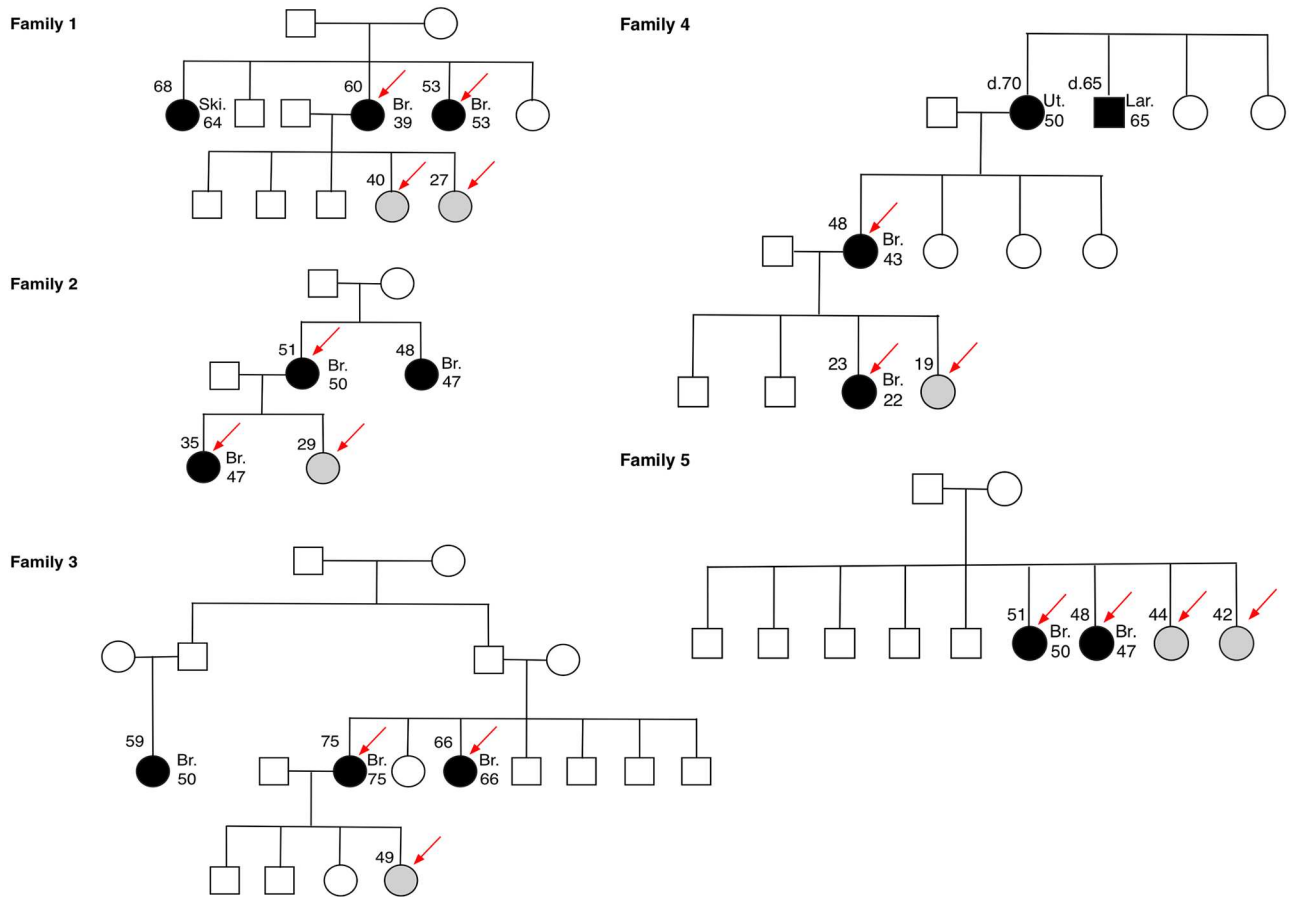 Family 1
68
60
53
Ski.
64
Br.
39
Br.
53
40
27
Family 2
51
48
Br.
50
Br.
47
35
29
Br.
47
Family 3
59
Br.
50
75
66
Br.
75
Br.
66
49
Family 4
d.70
d.65
Ut.
50
Lar.
65
48
Br.
43
23
19
Br.
22
Family 5
51
48
44
42
Br.
50
Br.
47